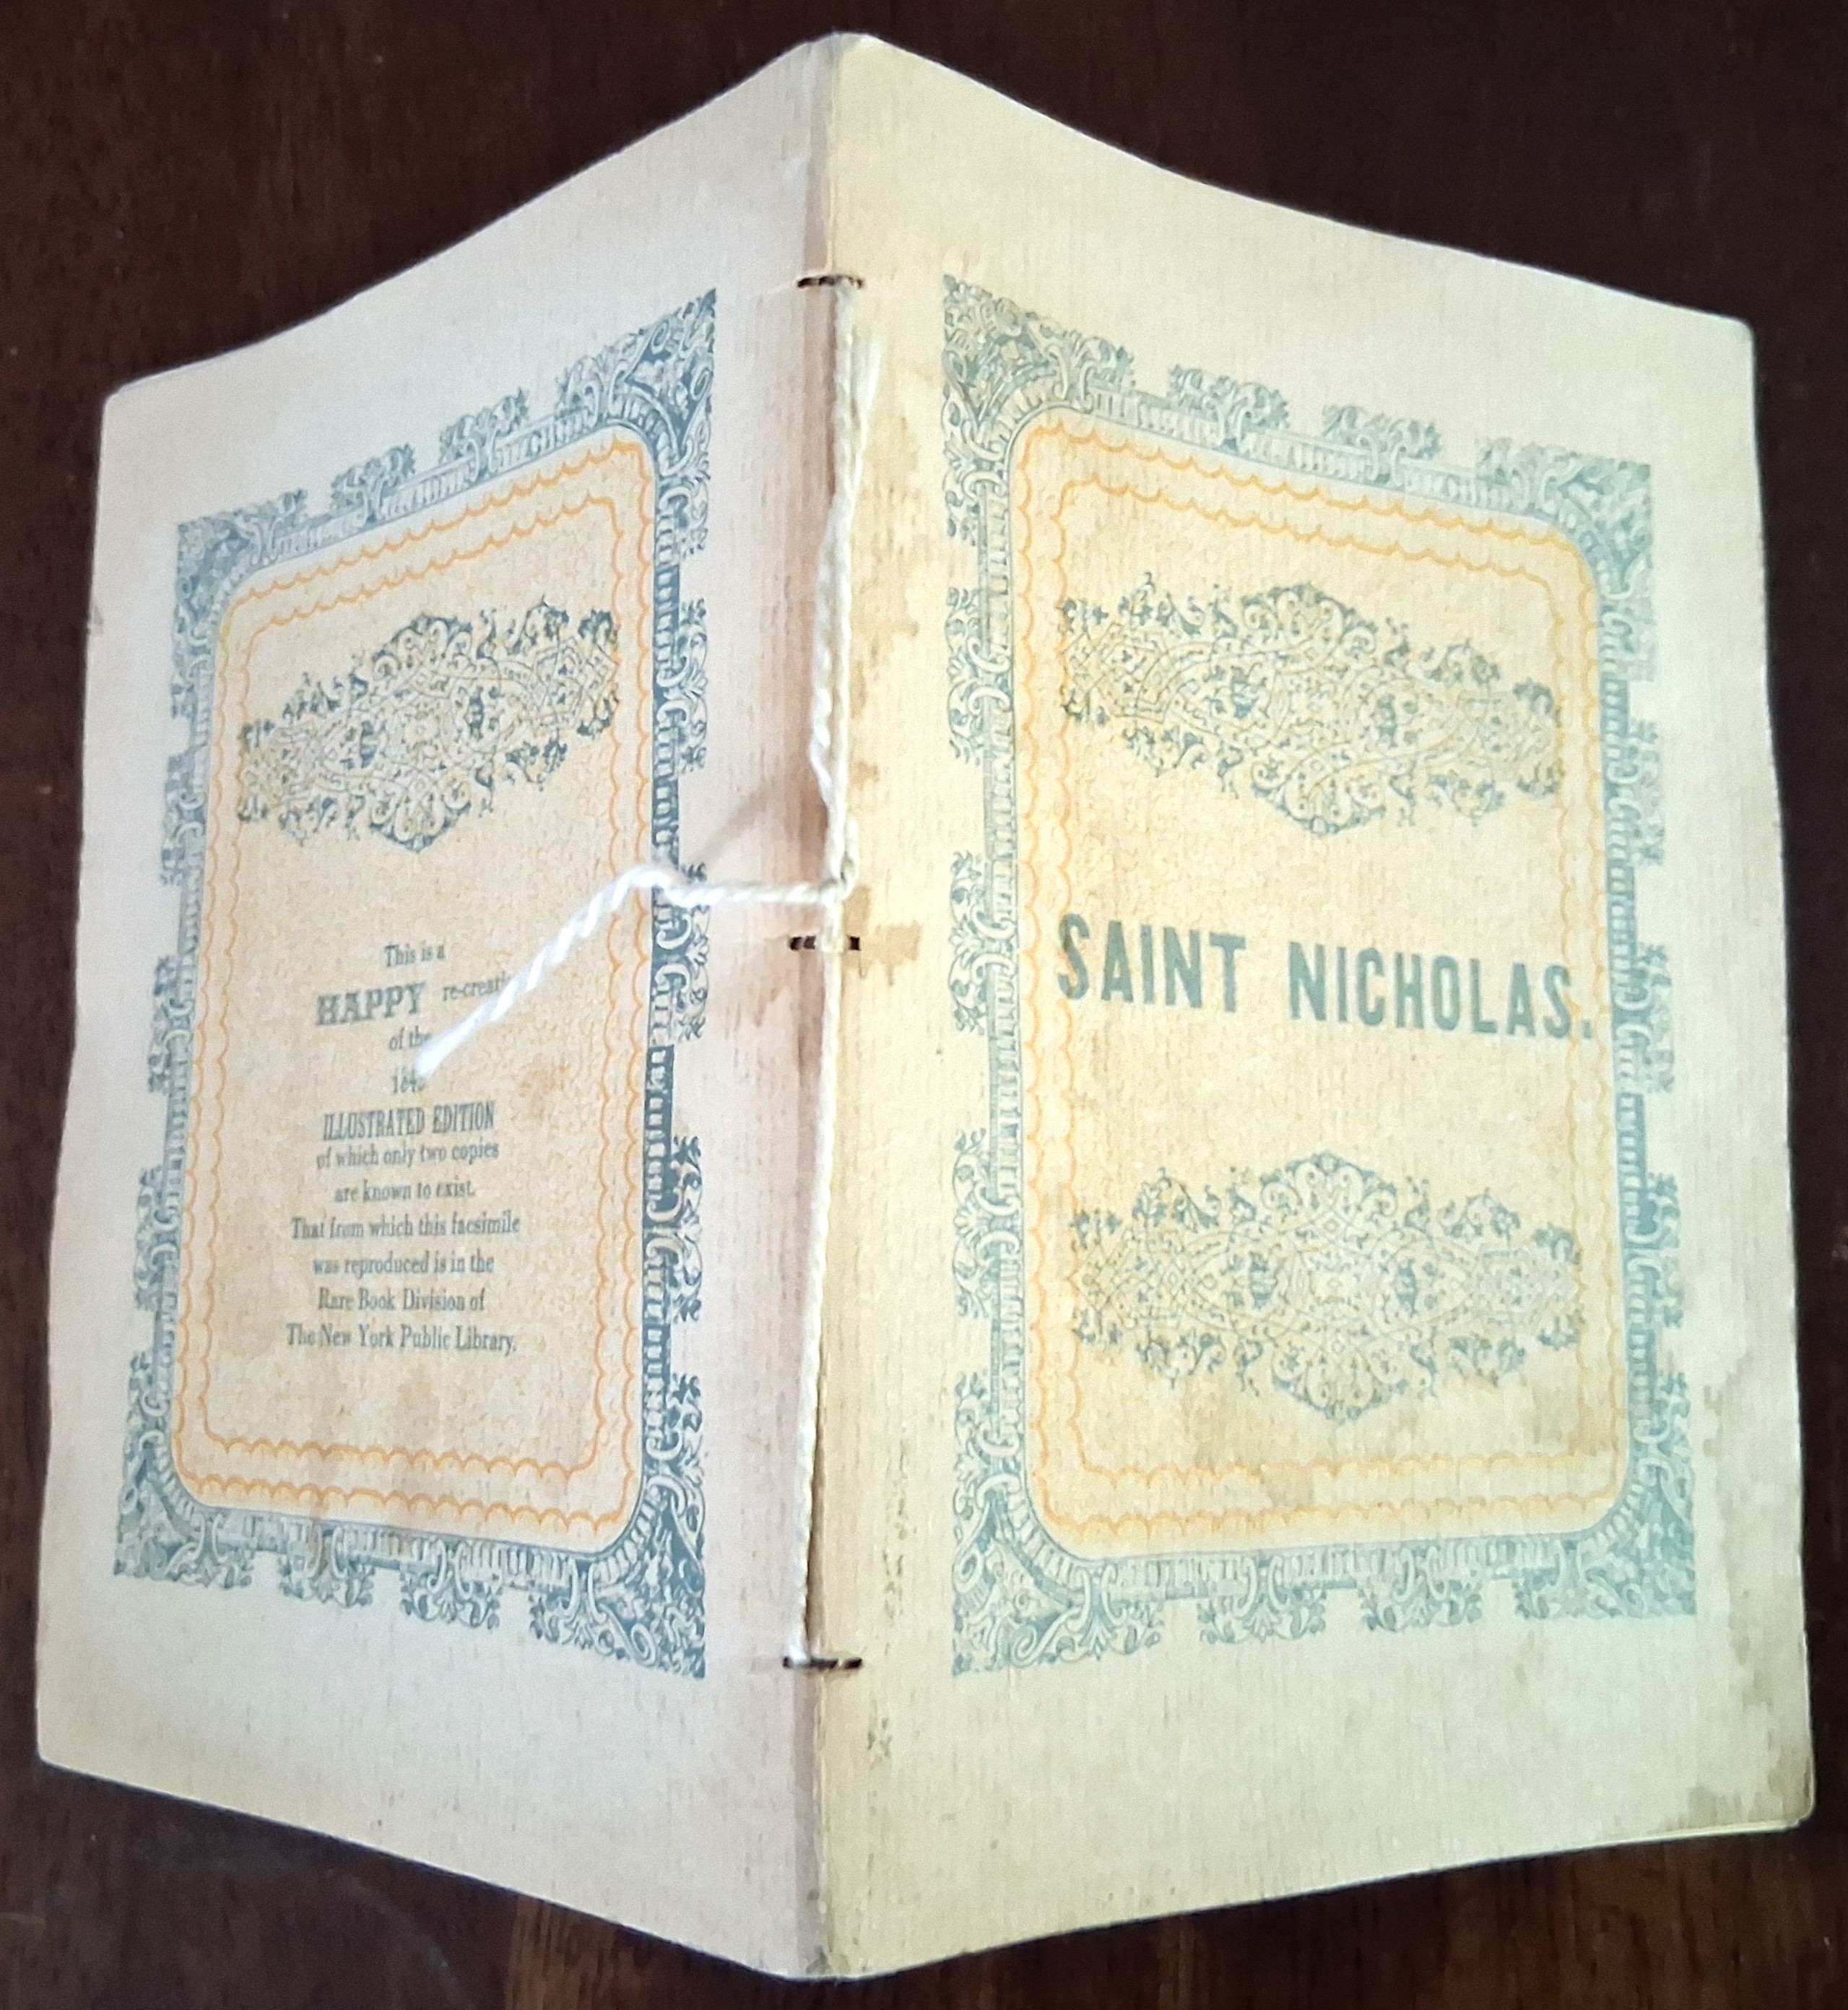 This is a
HAPPY
of the
ILLUSTRATED EDITION
of which only two copies
are known to exist.
That from which this facsimile
was reproduced is in the
Rare Book Division of
The New York Public Library.
SAINT NICHOLAS.